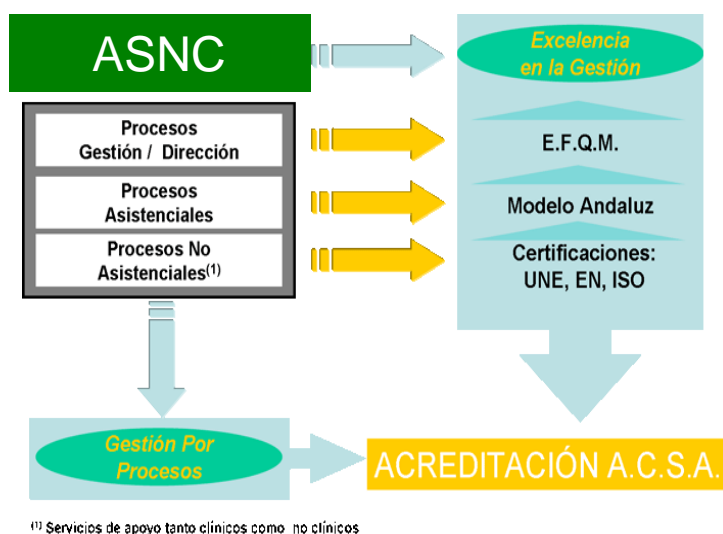 ASNC
Excelencia
en la Gestión
Procesos
Gestión / Dirección
E.F.Q.M.
Procesos
Asistenciales
Modelo Andaluz
Procesos No
Asistenciales(1)
Certificaciones:
UNE, EN, ISO
Gestión Por
Procesos
ACREDITACIÓN A.C.S.A.
(1) Servicios de apoyo tanto clínicos como no clínicos